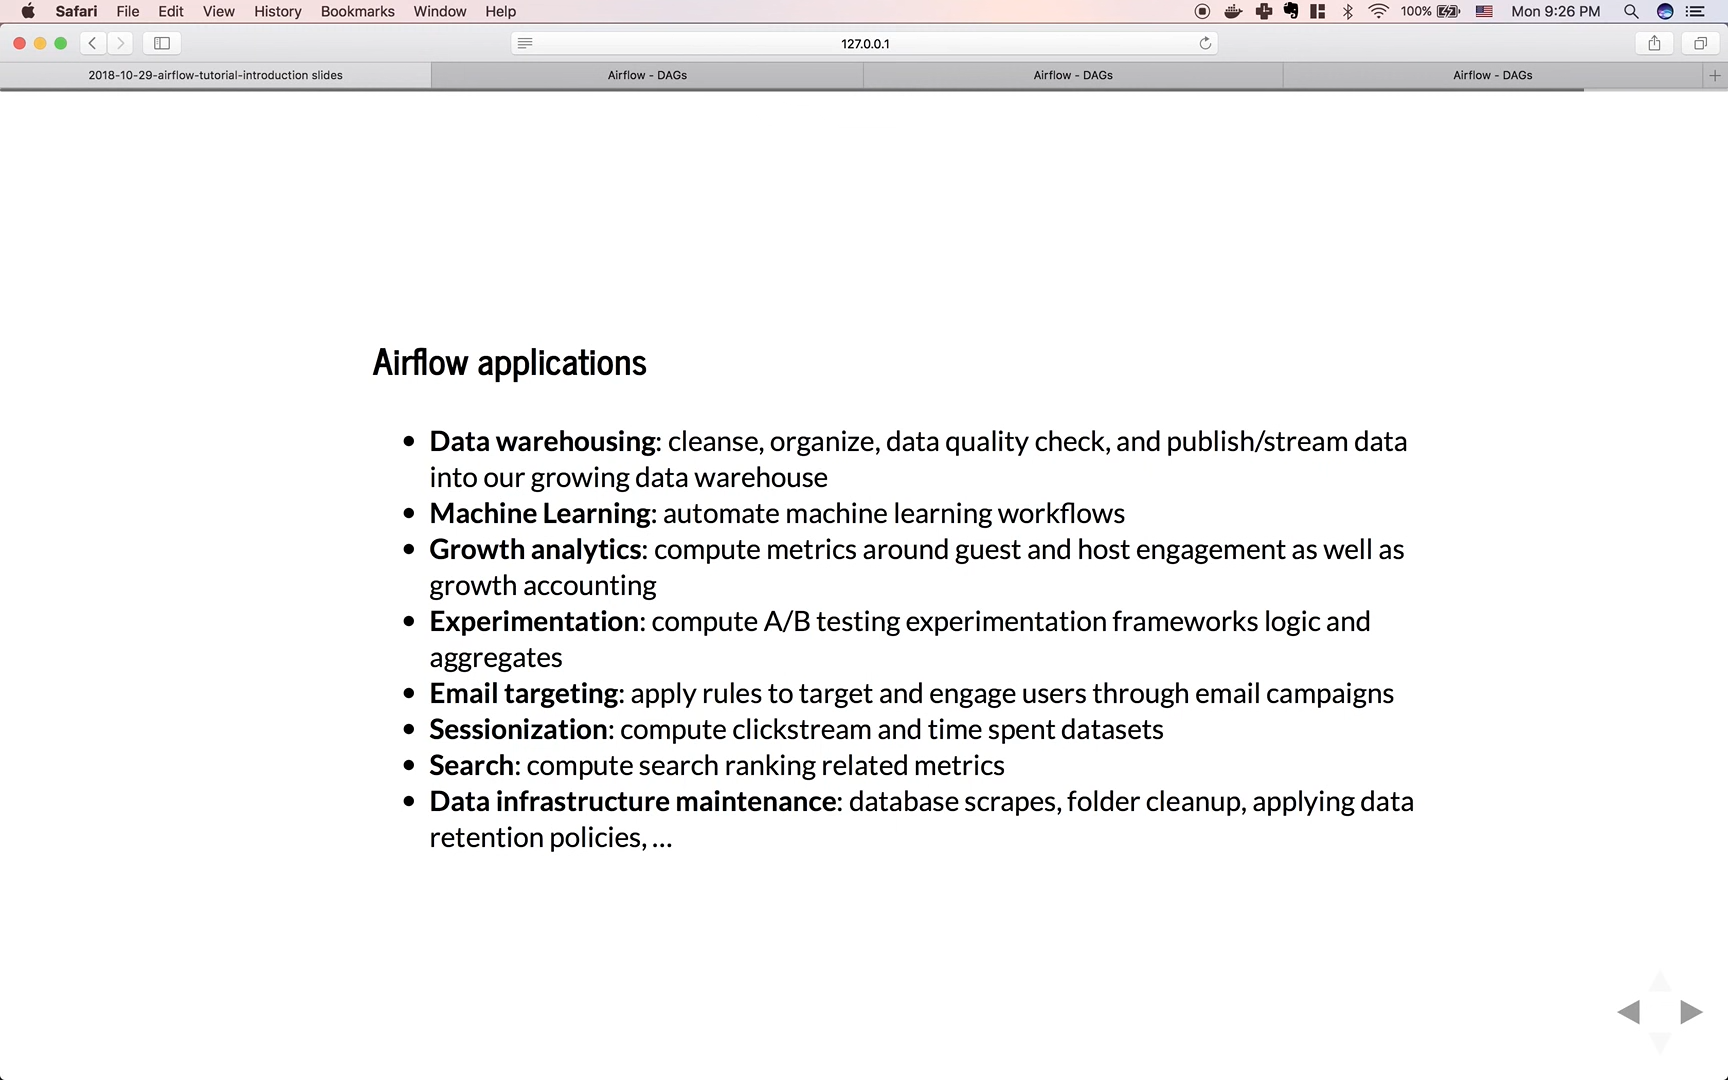 Safari File Edit View History Bookmarks Window Help 100% Mon 9:26 PM
127.0.0.1
2018-10-29-airflow-tutorial-introduction slides Airflow - DAGs Airflow - DAGs Airflow - DAGs
Airflow applications
• Data warehousing: cleanse, organize, data quality check, and publish/stream data
into our growing data warehouse
• Machine Learning: automate machine learning workflows
• Growth analytics: compute metrics around guest and host engagement as well as
growth accounting
• Experimentation: compute A/B testing experimentation frameworks logic and
aggregates
• Email targeting: apply rules to target and engage users through email campaigns
• Sessionization: compute clickstream and time spent datasets
• Search: compute search ranking related metrics
• Data infrastructure maintenance: database scrapes, folder cleanup, applying data
retention policies, ...